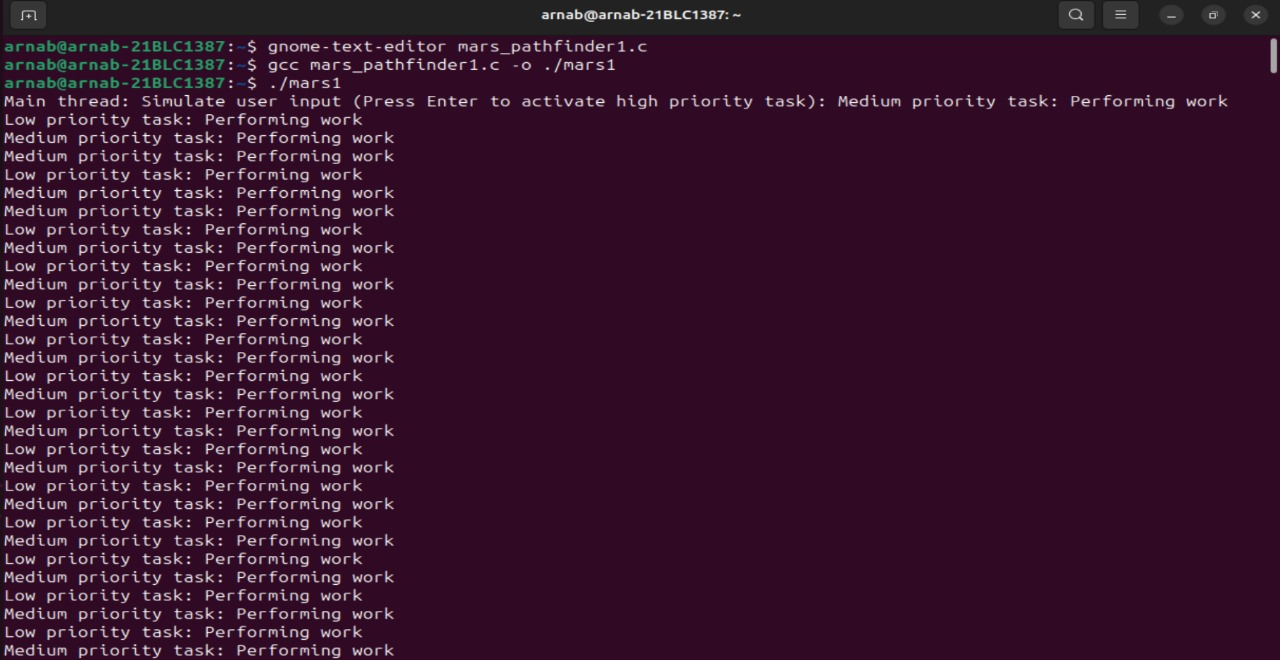 arnab@arnab-21BLC1387: ~
arnab@arnab-21BLC1387:~$ gnome-text-editor mars_pathfinder1.c
arnab@arnab-21BLC1387:~$ gcc mars_pathfinder1.c -o ./mars1
arnab@arnab-21BLC1387:~$ ./mars1
Main thread: Simulate user input (Press Enter to activate high priority task): Medium priority task: Performing work
Low priority task: Performing work
Medium priority task: Performing work
Medium priority task: Performing work
Low priority task: Performing work
Medium priority task: Performing work
Medium priority task: Performing work
Low priority task: Performing work
Medium priority task: Performing work
Low priority task: Performing work
Medium priority task: Performing work
Low priority task: Performing work
Medium priority task: Performing work
Low priority task: Performing work
Medium priority task: Performing work
Low priority task: Performing work
Medium priority task: Performing work
Low priority task: Performing work
Medium priority task: Performing work
Low priority task: Performing work
Medium priority task: Performing work
Low priority task: Performing work
Medium priority task: Performing work
Low priority task: Performing work
Medium priority task: Performing work
Low priority task: Performing work
Medium priority task: Performing work
Low priority task: Performing work
Medium priority task: Performing work
Low priority task: Performing work
Medium priority task: Performing work